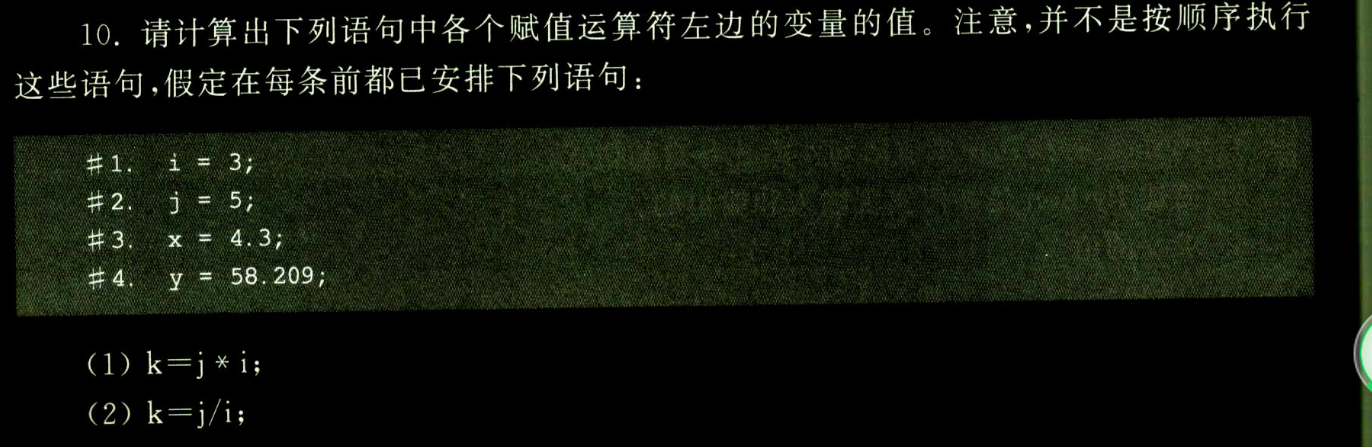 10. 请计算出下列语句中各个赋值运算符左边的变量的值。注意,并不是按顺序执行
这些语句,假定在每条前都已安排下列语句:
#1. i = 3;
#2. j = 5;
#3. x = 4.3;
#4. y = 58.209;
(1) k=j*i;
(2) k=j/i;